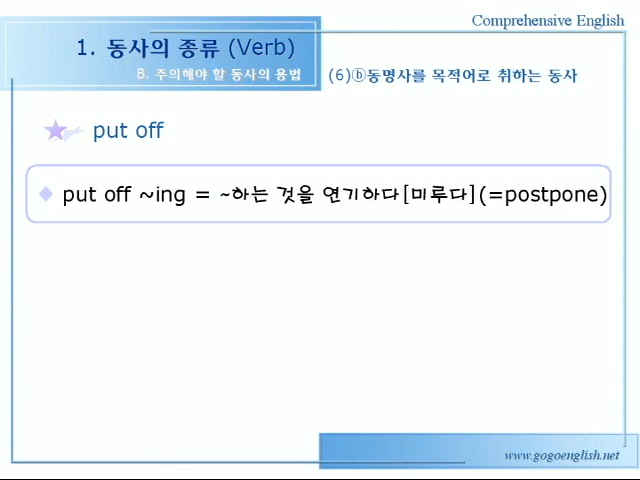 Comprehensive English
1. 동사의 종류 (Verb)
B. 주의해야 할 동사의 용법
(6)ⓑ동명사를 목적어로 취하는 동사
put off
put off ~ing = ~하는 것을 연기하다[미루다](=postpone)
www.gogoenglish.net